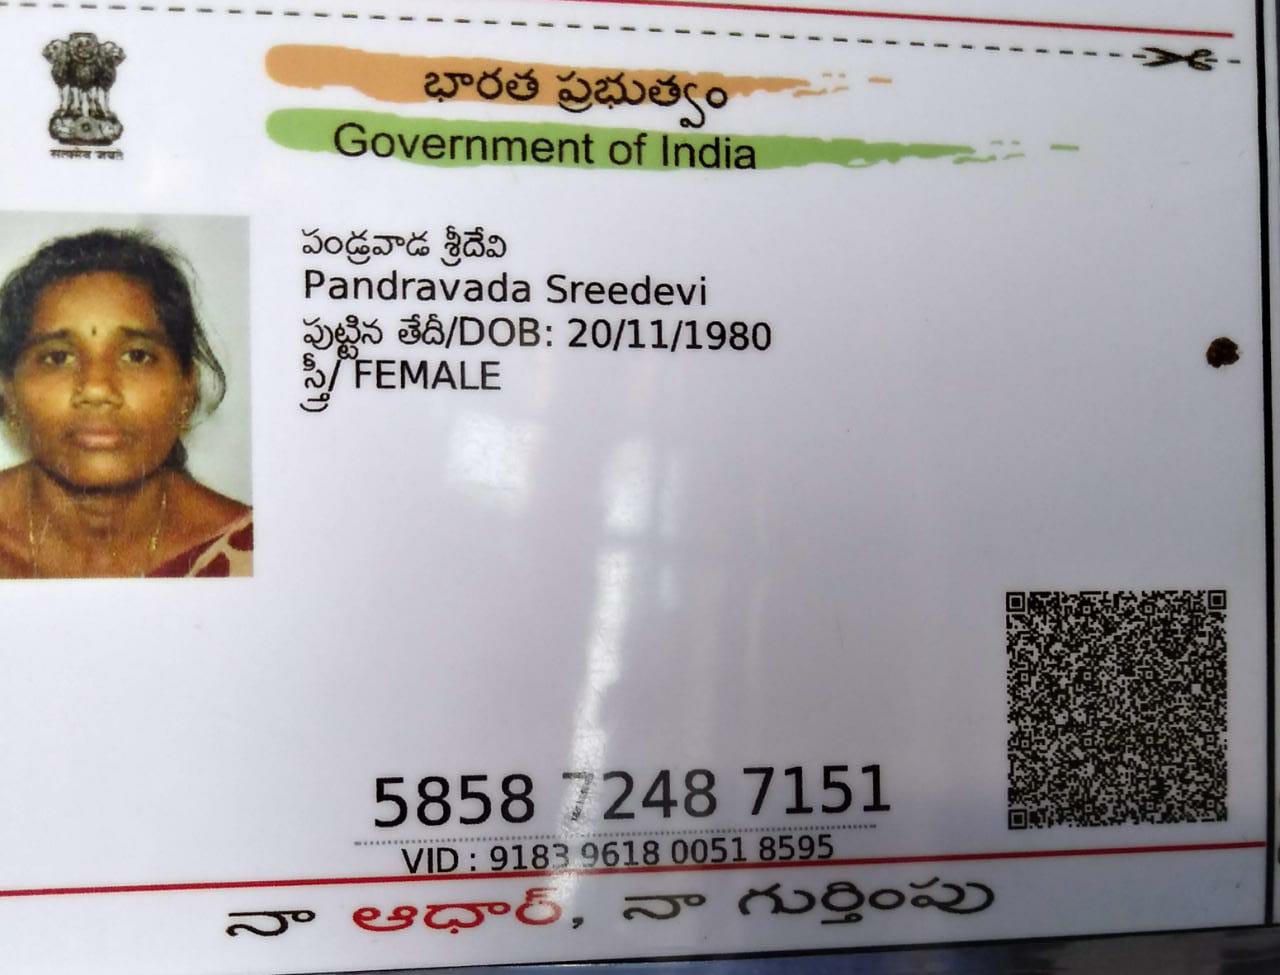 భారత ప్రభుత్వం
Government of India
सत्यमेव जयते
పండ్రవాడ శ్రీదేవి
Pandravada Sreedevi
పుట్టిన తేదీ/DOB: 20/11/1980
స్త్రీ/ FEMALE
5858 7248 7151
VID : 9183 9618 0051 8595
నా ఆధార్, నా గుర్తింపు